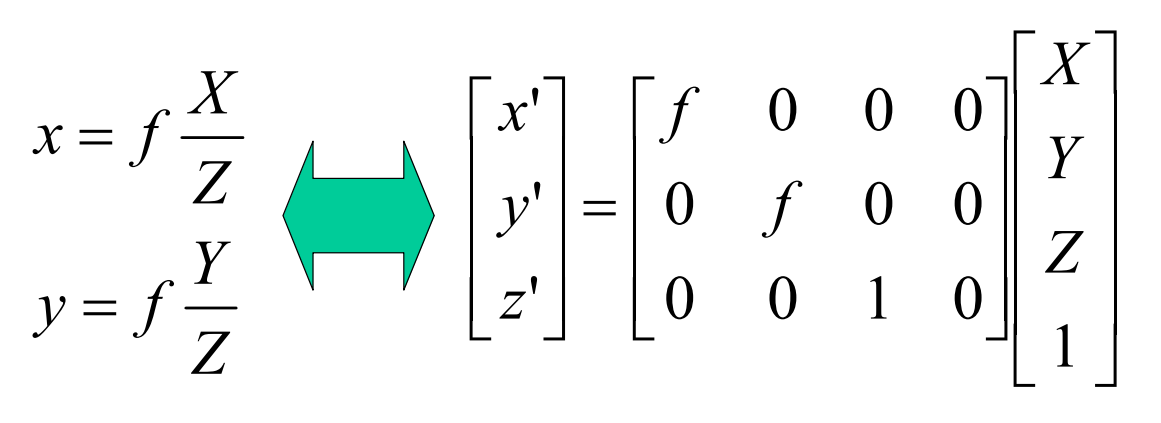 x = f X/Z
y = f Y/Z
[x' y' z'] = [f 0 0 0; 0 f 0 0; 0 0 1 0] [X Y Z 1]